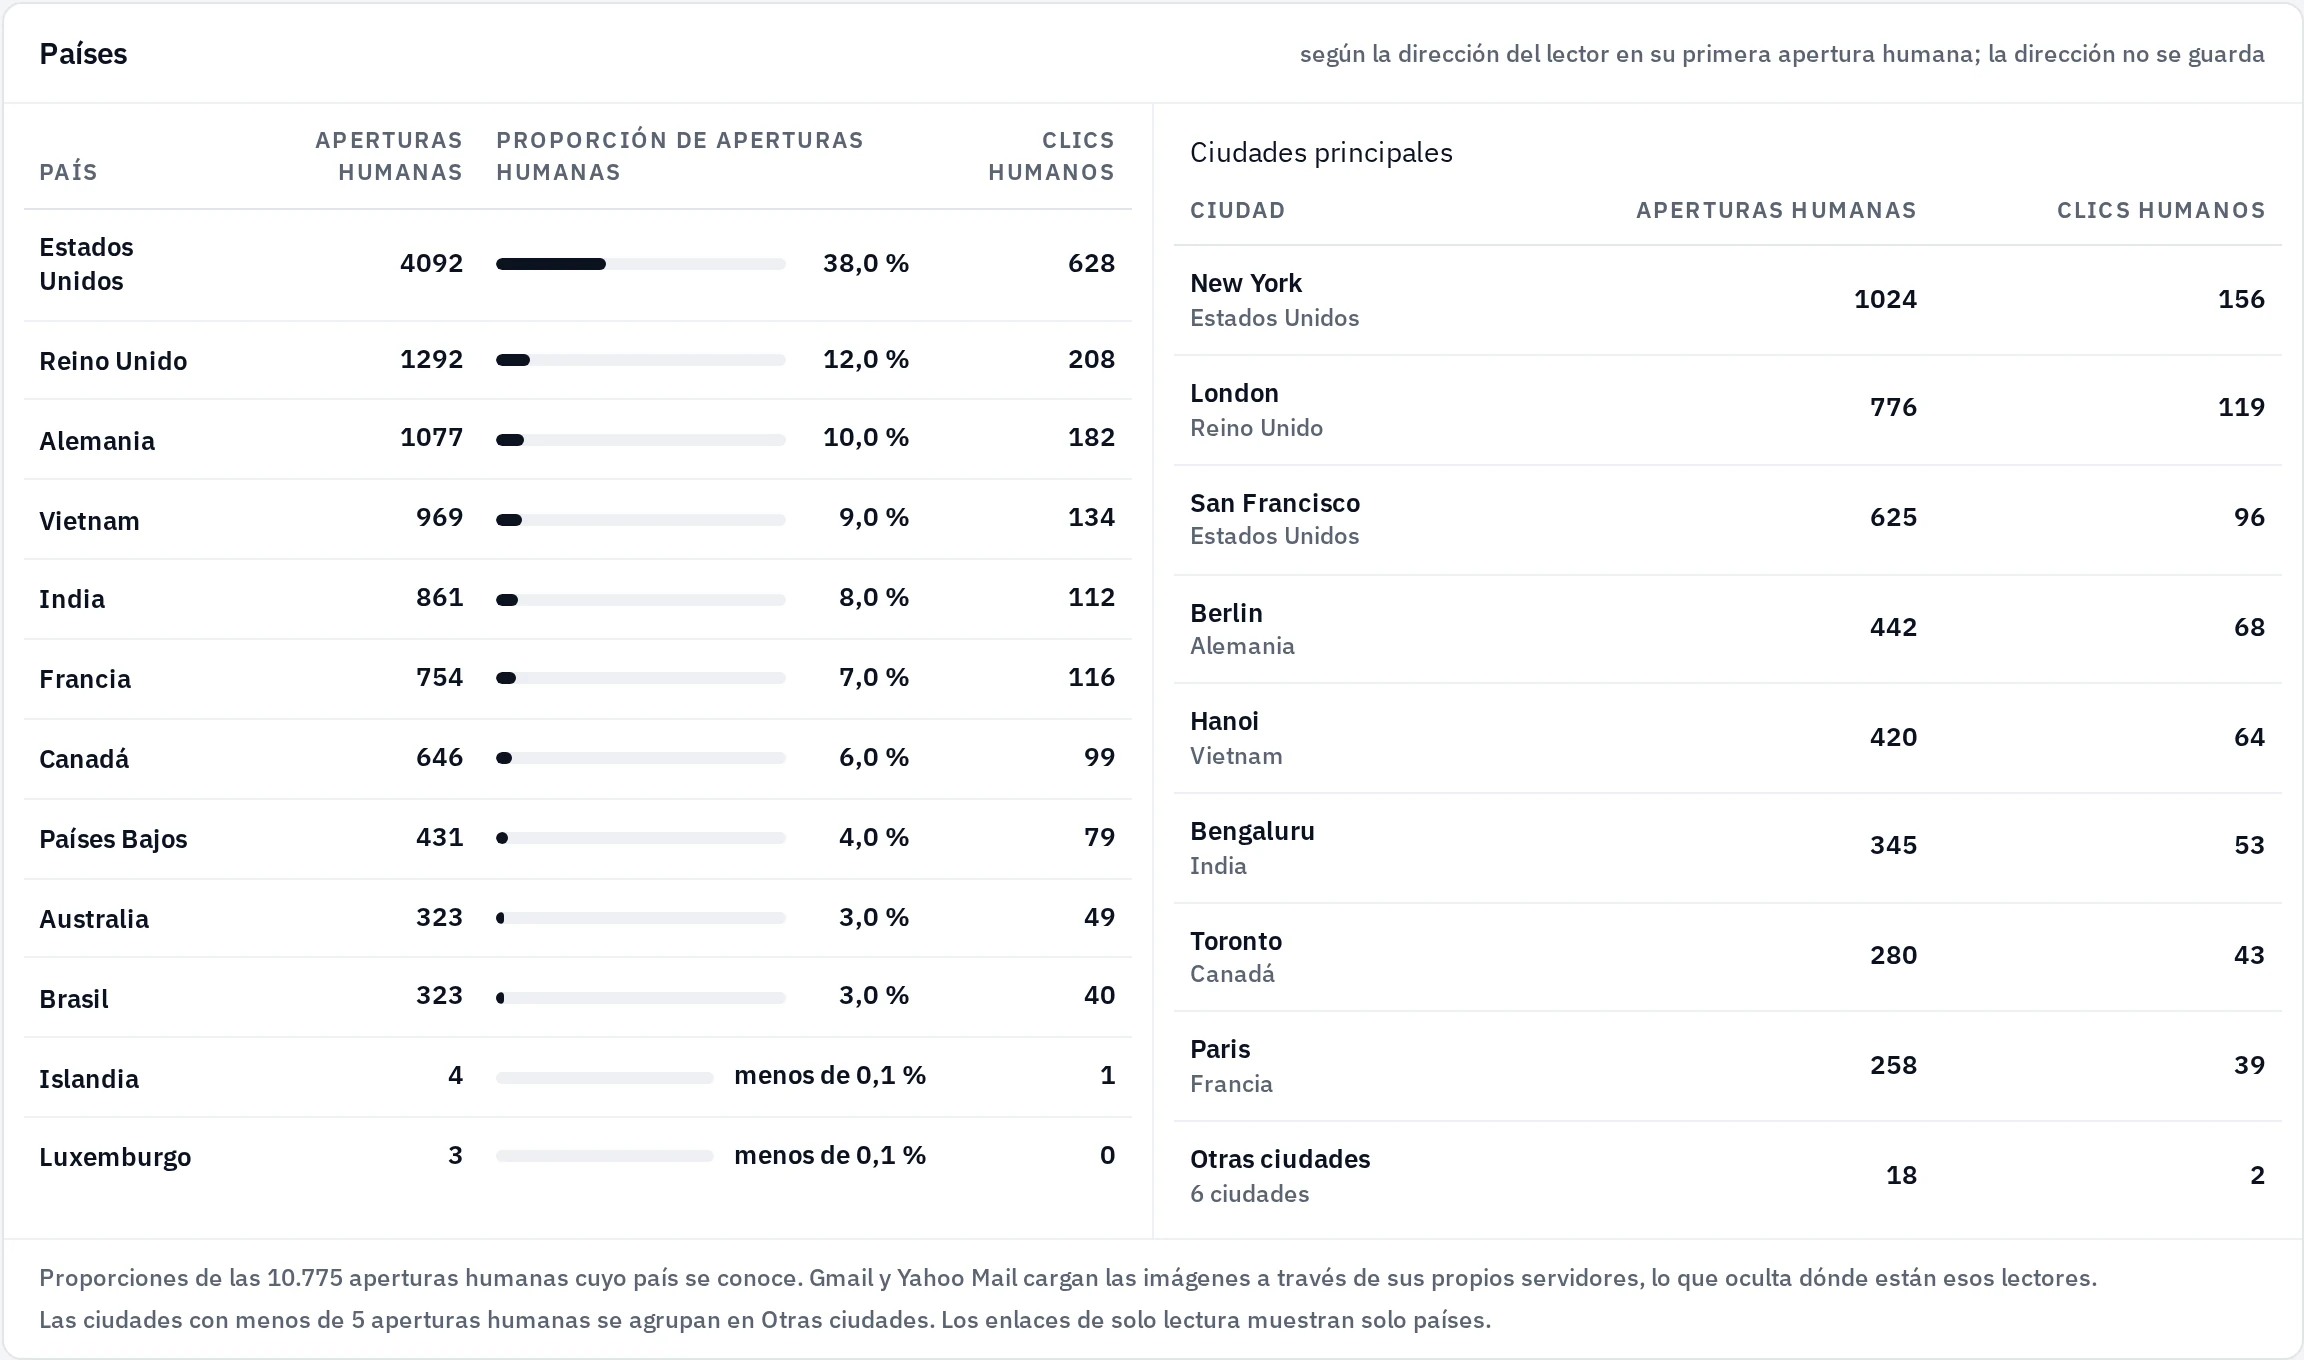 Países
según la dirección del lector en su primera apertura humana; la dirección no se guarda
PAÍS APERTURAS HUMANAS PROPORCIÓN DE APERTURAS HUMANAS CLICS HUMANOS
Estados Unidos 4092 38,0 % 628
Reino Unido 1292 12,0 % 208
Alemania 1077 10,0 % 182
Vietnam 969 9,0 % 134
India 861 8,0 % 112
Francia 754 7,0 % 116
Canadá 646 6,0 % 99
Países Bajos 431 4,0 % 79
Australia 323 3,0 % 49
Brasil 323 3,0 % 40
Islandia 4 menos de 0,1 % 1
Luxemburgo 3 menos de 0,1 % 0
Ciudades principales
CIUDAD APERTURAS HUMANAS CLICS HUMANOS
New York 1024 156
Estados Unidos
London 776 119
Reino Unido
San Francisco 625 96
Estados Unidos
Berlin 442 68
Alemania
Hanoi 420 64
Vietnam
Bengaluru 345 53
India
Toronto 280 43
Canadá
Paris 258 39
Francia
Otras ciudades 18 2
6 ciudades
Proporciones de las 10.775 aperturas humanas cuyo país se conoce. Gmail y Yahoo Mail cargan las imágenes a través de sus propios servidores, lo que oculta dónde están esos lectores.
Las ciudades con menos de 5 aperturas humanas se agrupan en Otras ciudades. Los enlaces de solo lectura muestran solo países.